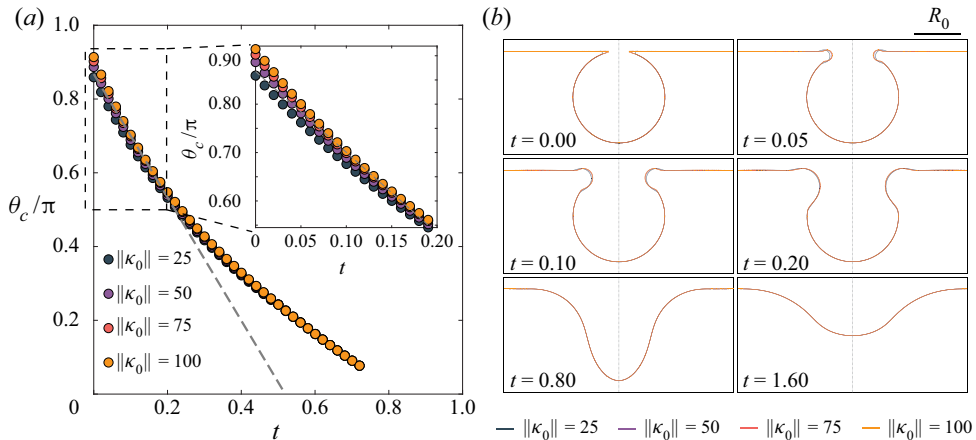 (a)
1.0
0.8
0.6
θc/π
0.4
0.2
0
0.2
0.4
0.6
0.8
1.0
t
0.90
0.80
θc/π
0.70
0.60
0
0.05
0.10
0.15
0.20
t
||κ0|| = 25
||κ0|| = 50
||κ0|| = 75
||κ0|| = 100
(b)
R0
t = 0.00
t = 0.05
t = 0.10
t = 0.20
t = 0.80
t = 1.60
||κ0|| = 25
||κ0|| = 50
||κ0|| = 75
||κ0|| = 100